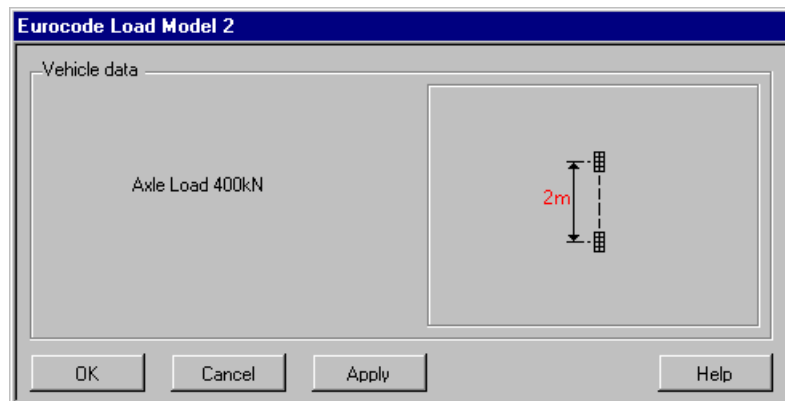 Eurocode Load Model 2
Vehicle data
Axle Load 400kN
2m
OK
Cancel
Apply
Help